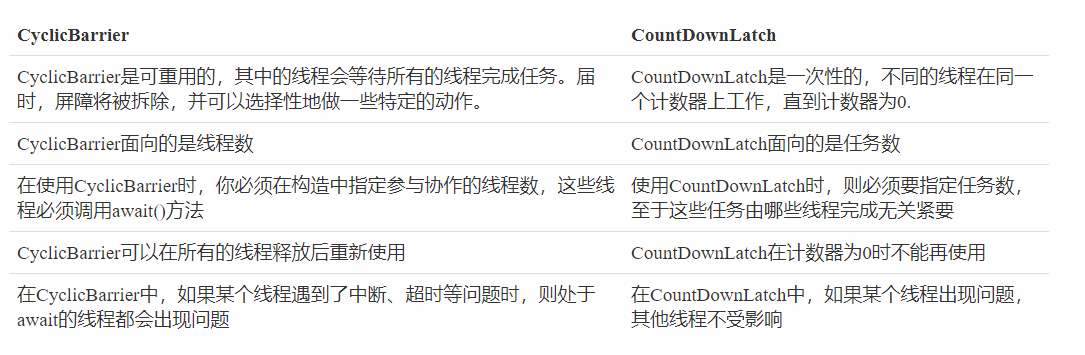 CyclicBarrier
CountDownLatch
CyclicBarrier是可重用的，其中的线程会等待所有的线程完成任务。届
时，屏障将被拆除，并可以选择性地做一些特定的动作。
CountDownLatch是一次性的，不同的线程在同一
个计数器上工作，直到计数器为0.
CyclicBarrier面向的是线程数
CountDownLatch面向的是任务数
在使用CyclicBarrier时，你必须在构造中指定参与协作的线程数，这些线
程必须调用await()方法
使用CountDownLatch时，则必须要指定任务数，
至于这些任务由哪些线程完成无关紧要
CyclicBarrier可以在所有的线程释放后重新使用
CountDownLatch在计数器为0时不能再使用
在CyclicBarrier中，如果某个线程遇到了中断、超时等问题时，则处于
await的线程都会出现问题
在CountDownLatch中，如果某个线程出现问题，
其他线程不受影响